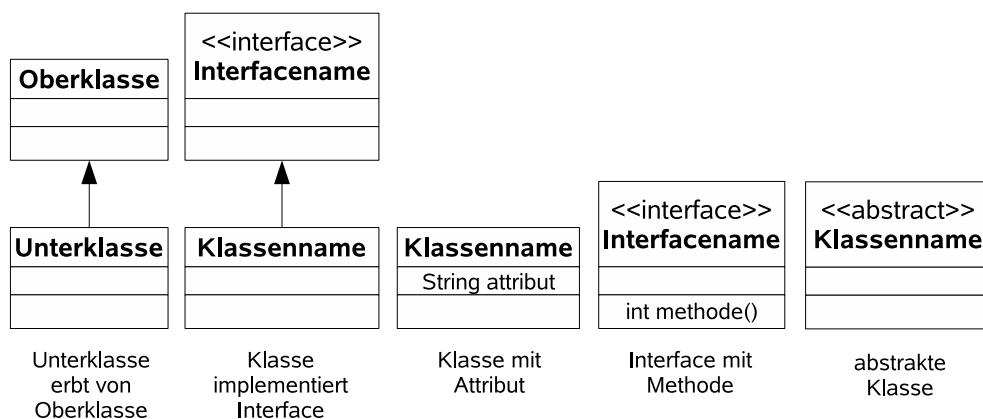 Oberklasse
Unterklasse
Unterklasse
erbt von
Oberklasse
<<interface>>
Interfacename
Klassenname
Klasse
implementiert
Interface
Klassenname
String attribut
Klasse mit
Attribut
<<interface>>
Interfacename
int methode()
Interface mit
Methode
<<abstract>>
Klassenname
abstrakte
Klasse